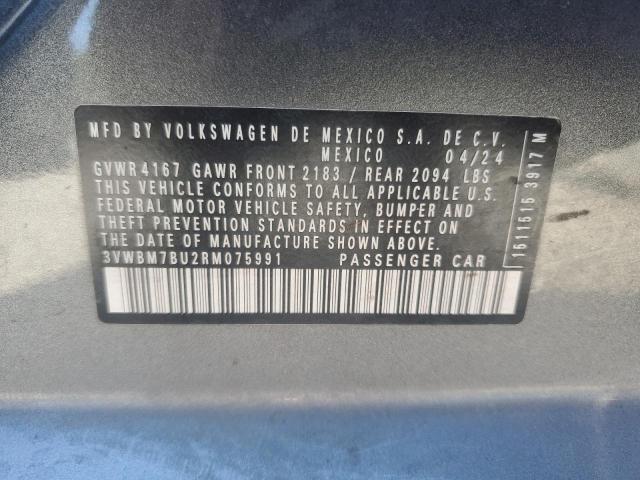 MFD BY VOLKSWAGEN DE MEXICO S.A. DE C.V.
MEXICO 04/24
GVWR 4167 GAWR FRONT 2183 / REAR 2094 LBS
THIS VEHICLE CONFORMS TO ALL APPLICABLE U.S.
FEDERAL MOTOR VEHICLE SAFETY, BUMPER AND
THEFT PREVENTION STANDARDS IN EFFECT ON
THE DATE OF MANUFACTURE SHOWN ABOVE
3VWBM7BU2RM075991 PASSENGER CAR
1611516 3917 M